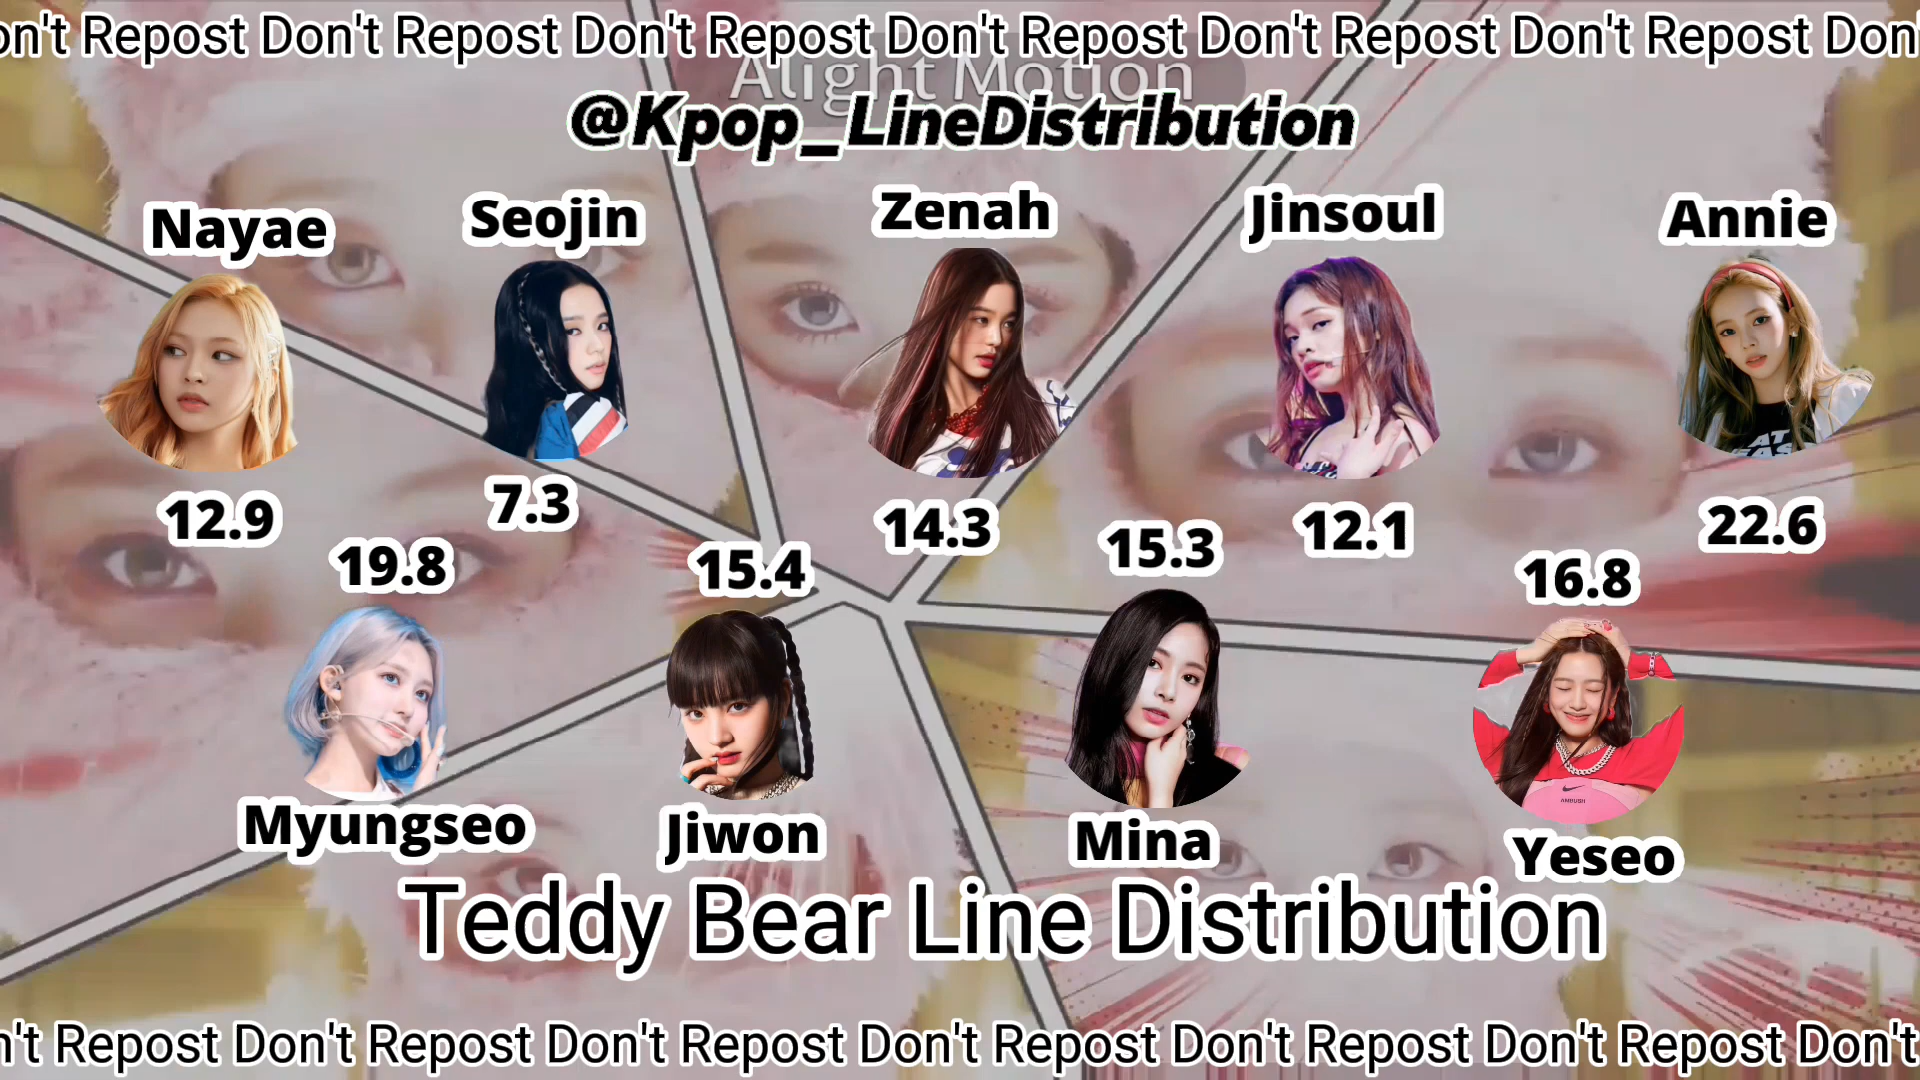 on't Repost Don't Repost Don't Repost Don't Repost Don't Repost Don't Repost Don
Alight Motion
@Kpop_LineDistribution
Nayae Seojin Zenah Jinsoul Annie
12.9 7.3 14.3 12.1 22.6
19.8 15.4 15.3 16.8
AMBUSH
Myungseo Jiwon Mina Yeseo
Teddy Bear Line Distribution
n't Repost Don't Repost Don't Repost Don't Repost Don't Repost Don't Repost Don't